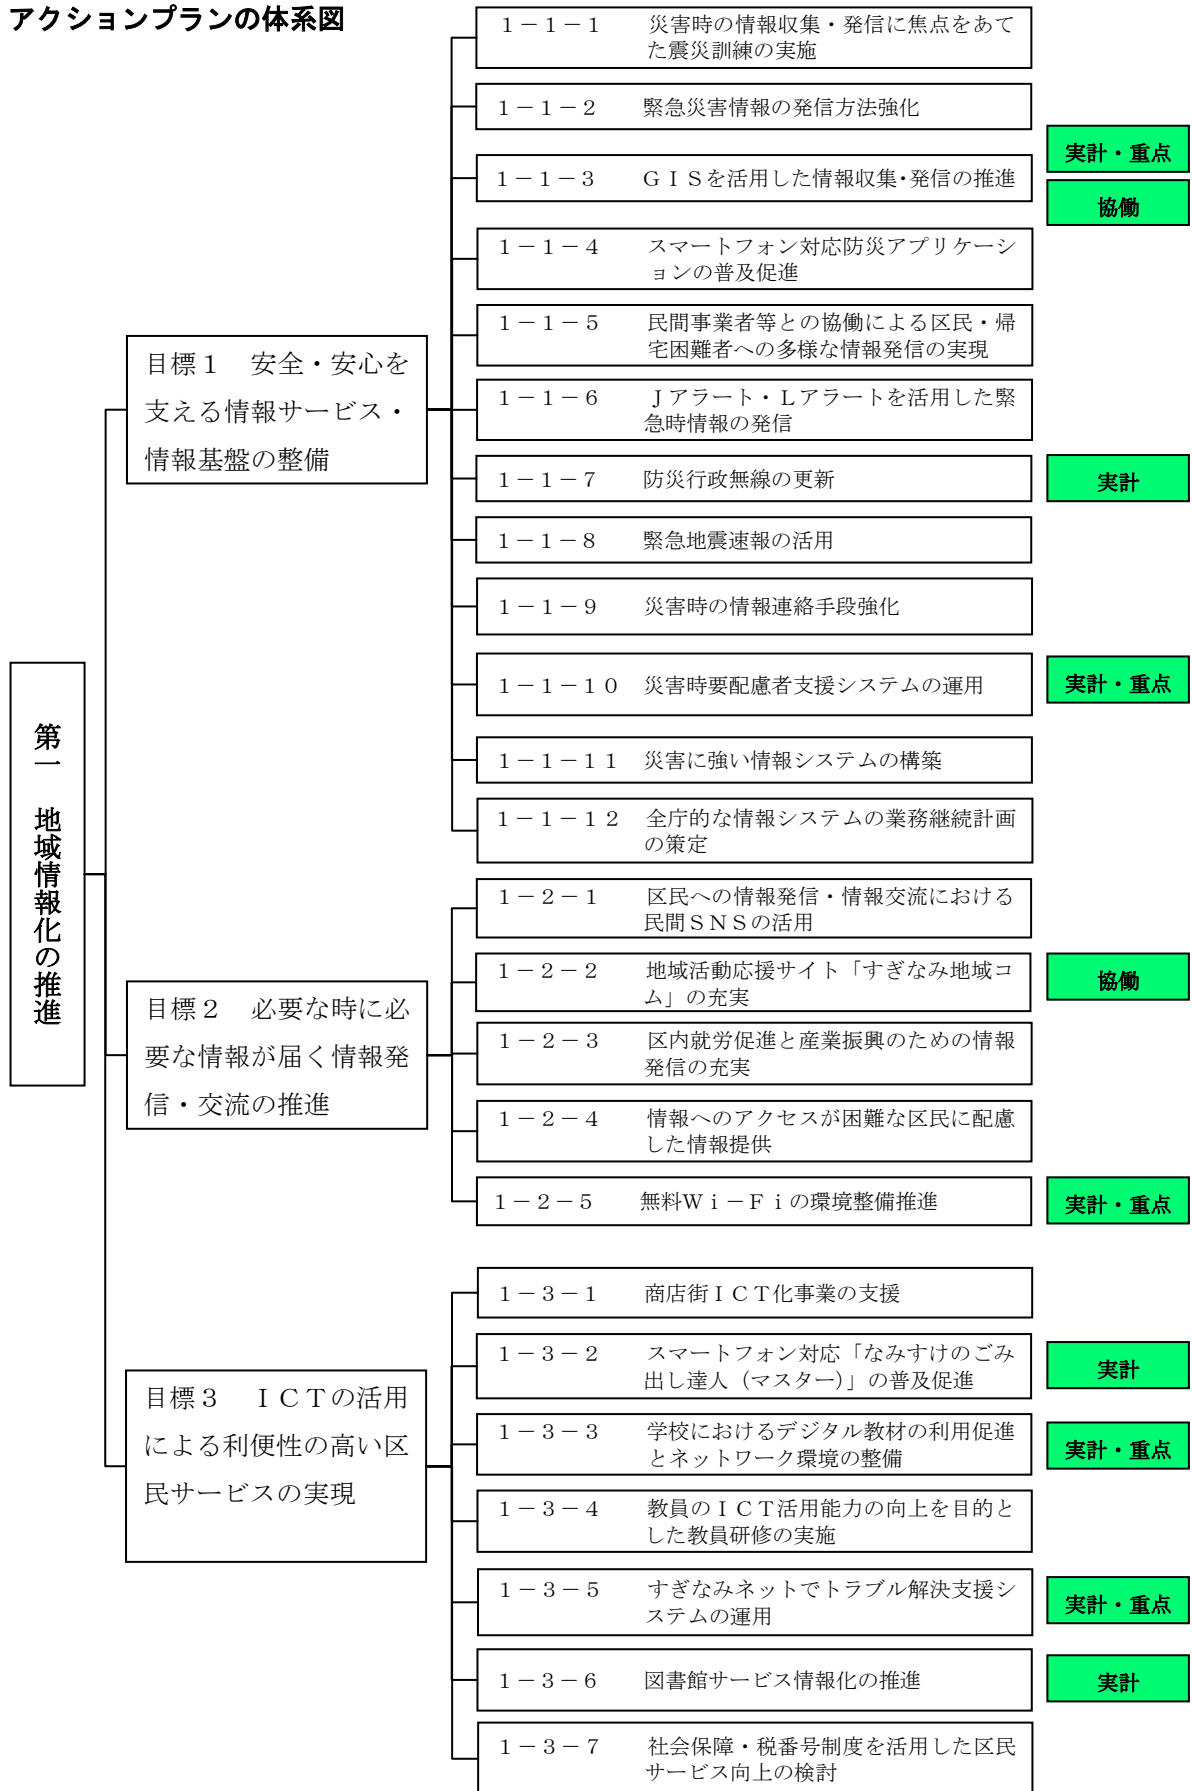 アクションプランの体系図
第一　地域情報化の推進
目標１　安全・安心を
支える情報サービス・
情報基盤の整備
１－１－１　災害時の情報収集・発信に焦点をあて
た震災訓練の実施
１－１－２　緊急災害情報の発信方法強化
１－１－３　ＧＩＳを活用した情報収集・発信の推進
実計・重点
協働
１－１－４　スマートフォン対応防災アプリケーシ
ョンの普及促進
１－１－５　民間事業者等との協働による区民・帰
宅困難者への多様な情報発信の実現
１－１－６　Ｊアラート・Ｌアラートを活用した緊
急時情報の発信
１－１－７　防災行政無線の更新
実計
１－１－８　緊急地震速報の活用
１－１－９　災害時の情報連絡手段強化
１－１－１０　災害時要配慮者支援システムの運用
実計・重点
１－１－１１　災害に強い情報システムの構築
１－１－１２　全庁的な情報システムの業務継続計画
の策定
目標２　必要な時に必
要な情報が届く情報発
信・交流の推進
１－２－１　区民への情報発信・情報交流における
民間ＳＮＳの活用
１－２－２　地域活動応援サイト「すぎなみ地域コ
ム」の充実
協働
１－２－３　区内就労促進と産業振興のための情報
発信の充実
１－２－４　情報へのアクセスが困難な区民に配慮
した情報提供
１－２－５　無料Ｗｉ－Ｆｉの環境整備推進
実計・重点
目標３　ＩＣＴの活用
による利便性の高い区
民サービスの実現
１－３－１　商店街ＩＣＴ化事業の支援
１－３－２　スマートフォン対応「なみすけのごみ
出し達人（マスター）」の普及促進
実計
１－３－３　学校におけるデジタル教材の利用促進
とネットワーク環境の整備
実計・重点
１－３－４　教員のＩＣＴ活用能力の向上を目的と
した教員研修の実施
１－３－５　すぎなみネットでトラブル解決支援シ
ステムの運用
実計・重点
１－３－６　図書館サービス情報化の推進
実計
１－３－７　社会保障・税番号制度を活用した区民
サービス向上の検討